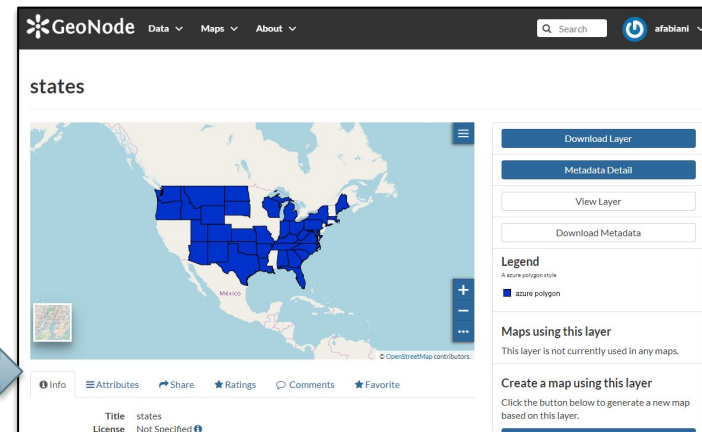 GeoNode Data Maps About Search afabiani
states
México
© OpenStreetMap contributors.
Info Attributes Share Ratings Comments Favorite
Title states
License Not Specified
Download Layer
Metadata Detail
View Layer
Download Metadata
Legend
A azure polygon style
azure polygon
Maps using this layer
This layer is not currently used in any maps.
Create a map using this layer
Click the button below to generate a new map
based on this layer.